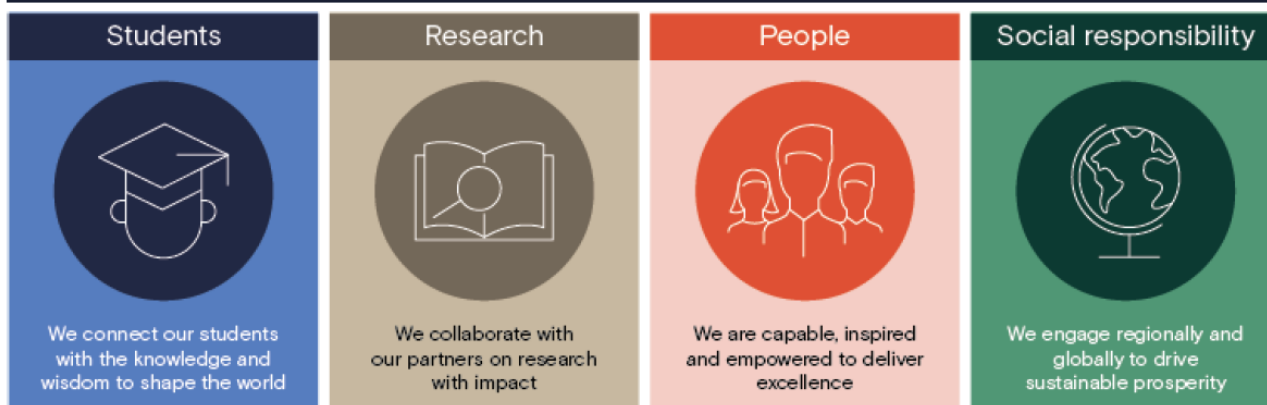 Students
We connect our students
with the knowledge and
wisdom to shape the world
Research
We collaborate with
our partners on research
with impact
People
We are capable, inspired
and empowered to deliver
excellence
Social responsibility
We engage regionally and
globally to drive
sustainable prosperity